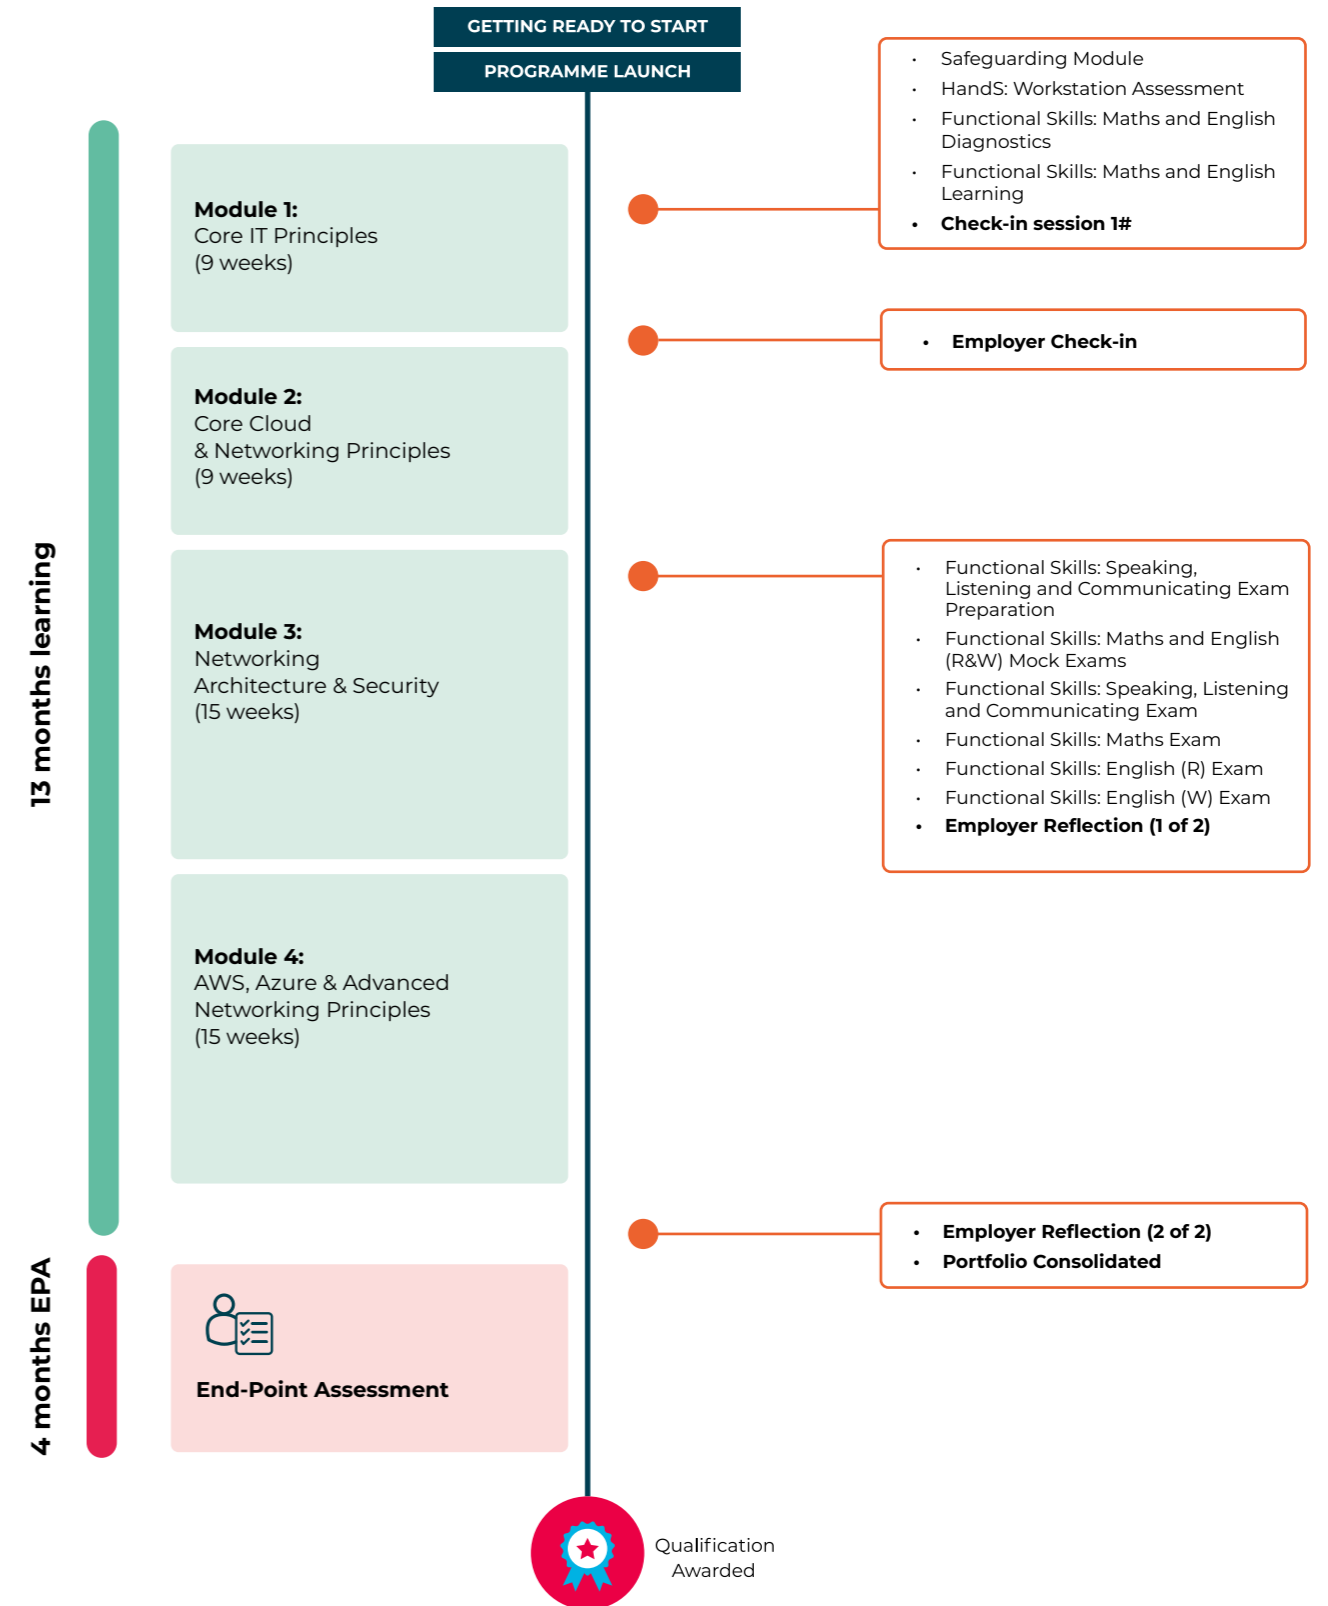 GETTING READY TO START
PROGRAMME LAUNCH
13 months learning
Module 1:
Core IT Principles
(9 weeks)
• Safeguarding Module
• HandS: Workstation Assessment
• Functional Skills: Maths and English
Diagnostics
• Functional Skills: Maths and English
Learning
• Check-in session 1#
• Employer Check-in
Module 2:
Core Cloud
& Networking Principles
(9 weeks)
Module 3:
Networking
Architecture & Security
(15 weeks)
• Functional Skills: Speaking,
Listening and Communicating Exam
Preparation
• Functional Skills: Maths and English
(R&W) Mock Exams
• Functional Skills: Speaking, Listening
and Communicating Exam
• Functional Skills: Maths Exam
• Functional Skills: English (R) Exam
• Functional Skills: English (W) Exam
• Employer Reflection (1 of 2)
Module 4:
AWS, Azure & Advanced
Networking Principles
(15 weeks)
• Employer Reflection (2 of 2)
• Portfolio Consolidated
4 months EPA
End-Point Assessment
Qualification
Awarded